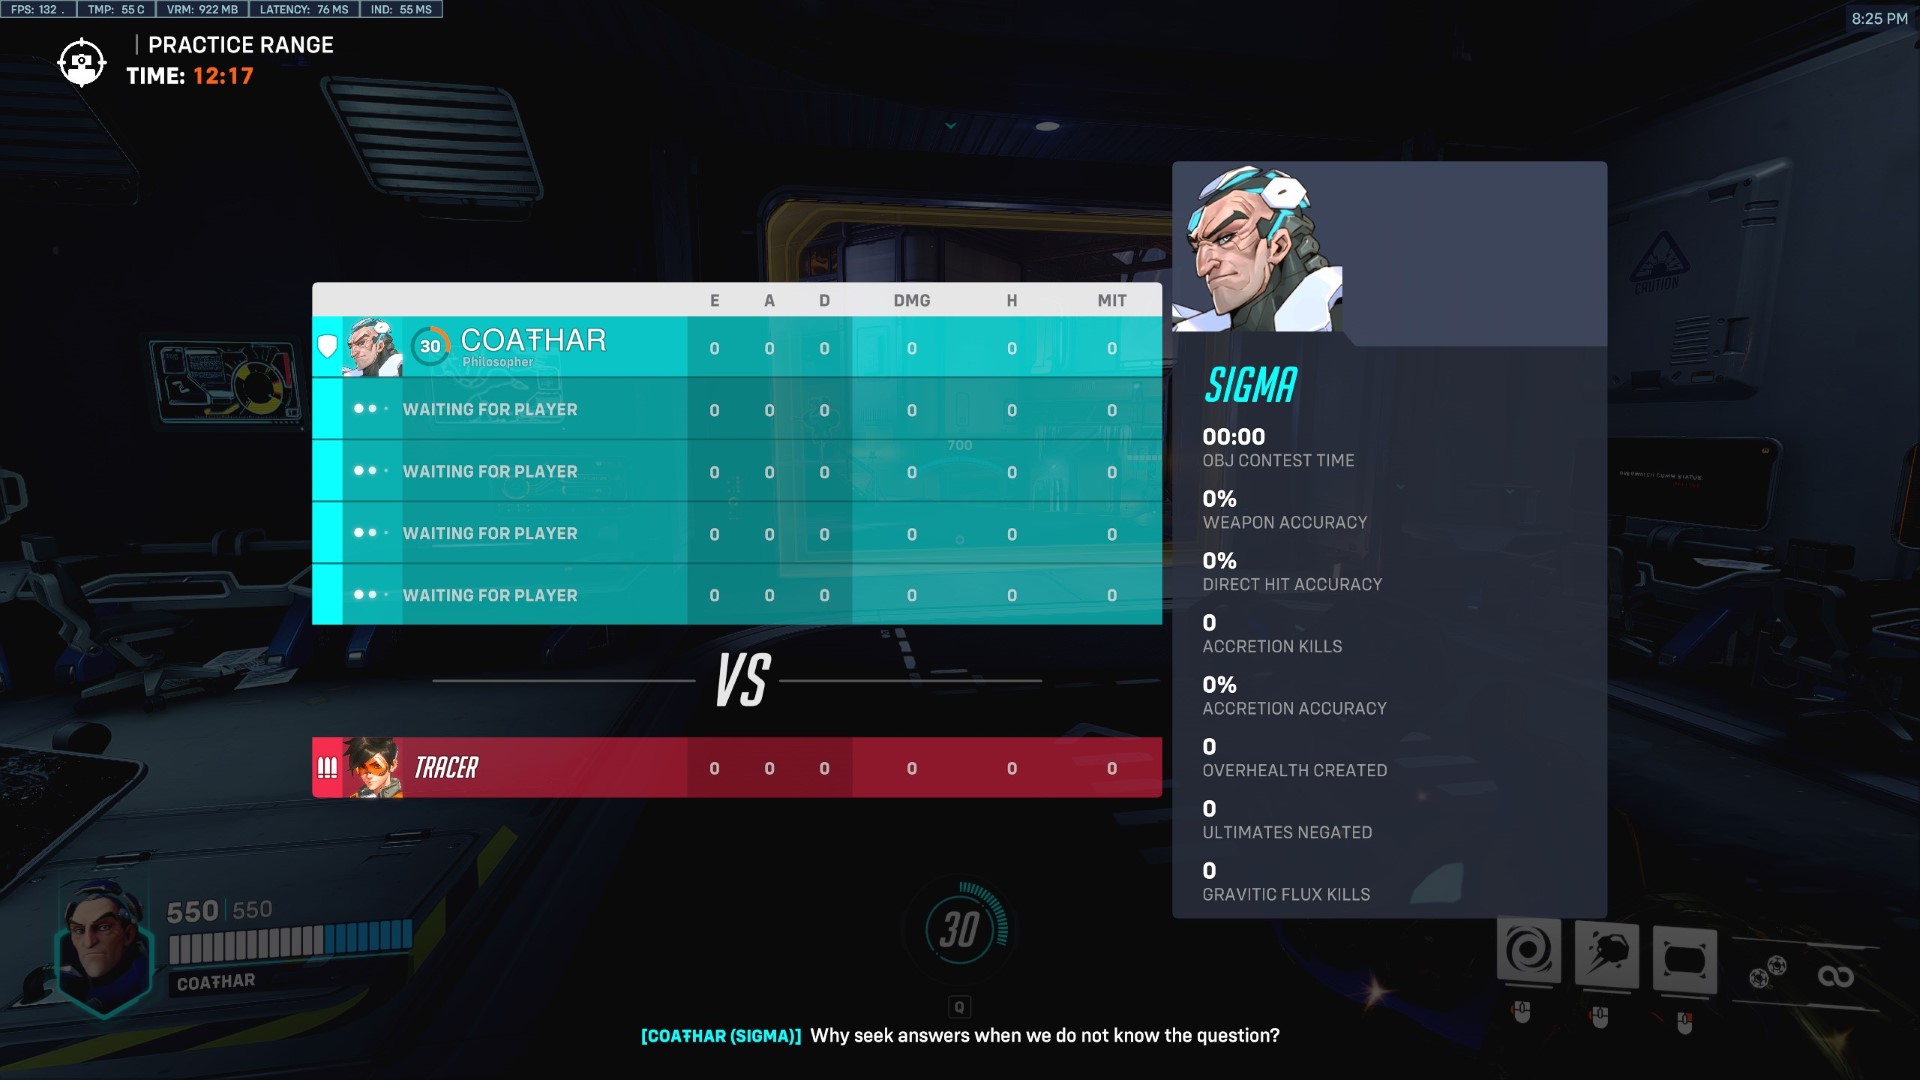 FPS: 132 . TMP: 55 C VRM: 922 MB LATENCY: 76 MS IND: 55 MS
8:25 PM
| PRACTICE RANGE
TIME: 12:17
E A D DMG H MIT
30 COAŦHAR 0 0 0 0 0 0
Philosopher
WAITING FOR PLAYER 0 0 0 0 0 0
WAITING FOR PLAYER 0 0 0 0 0 0
WAITING FOR PLAYER 0 0 0 0 0 0
WAITING FOR PLAYER 0 0 0 0 0 0
700
VS
TRACER 0 0 0 0 0 0
SIGMA
00:00
OBJ CONTEST TIME
0%
WEAPON ACCURACY
0%
DIRECT HIT ACCURACY
0
ACCRETION KILLS
0%
ACCRETION ACCURACY
0
OVERHEALTH CREATED
0
ULTIMATES NEGATED
0
GRAVITIC FLUX KILLS
CAUTION
550 | 550
COAŦHAR
30
Q
[COAŦHAR (SIGMA)] Why seek answers when we do not know the question?